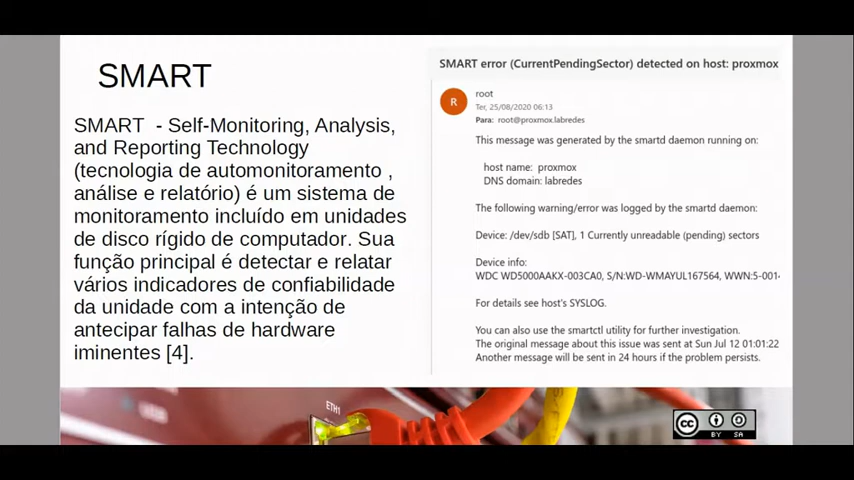 SMART
SMART - Self-Monitoring, Analysis,
and Reporting Technology
(tecnologia de automonitoramento ,
análise e relatório) é um sistema de
monitoramento incluído em unidades
de disco rígido de computador. Sua
função principal é detectar e relatar
vários indicadores de confiabilidade
da unidade com a intenção de
antecipar falhas de hardware
iminentes [4].
SMART error (CurrentPendingSector) detected on host: proxmox
R
root
Ter, 25/08/2020 06:13
Para: root@proxmox.labredes
This message was generated by the smartd daemon running on:
host name: proxmox
DNS domain: labredes
The following warning/error was logged by the smartd daemon:
Device: /dev/sdb [SAT], 1 Currently unreadable (pending) sectors
Device info:
WDC WD5000AAKX-003CA0, S/N:WD-WMAYUL167564, WWN:5-001
For details see host's SYSLOG.
You can also use the smartctl utility for further investigation.
The original message about this issue was sent at Sun Jul 12 01:01:22
Another message will be sent in 24 hours if the problem persists.
ETH1
cc
BY SA